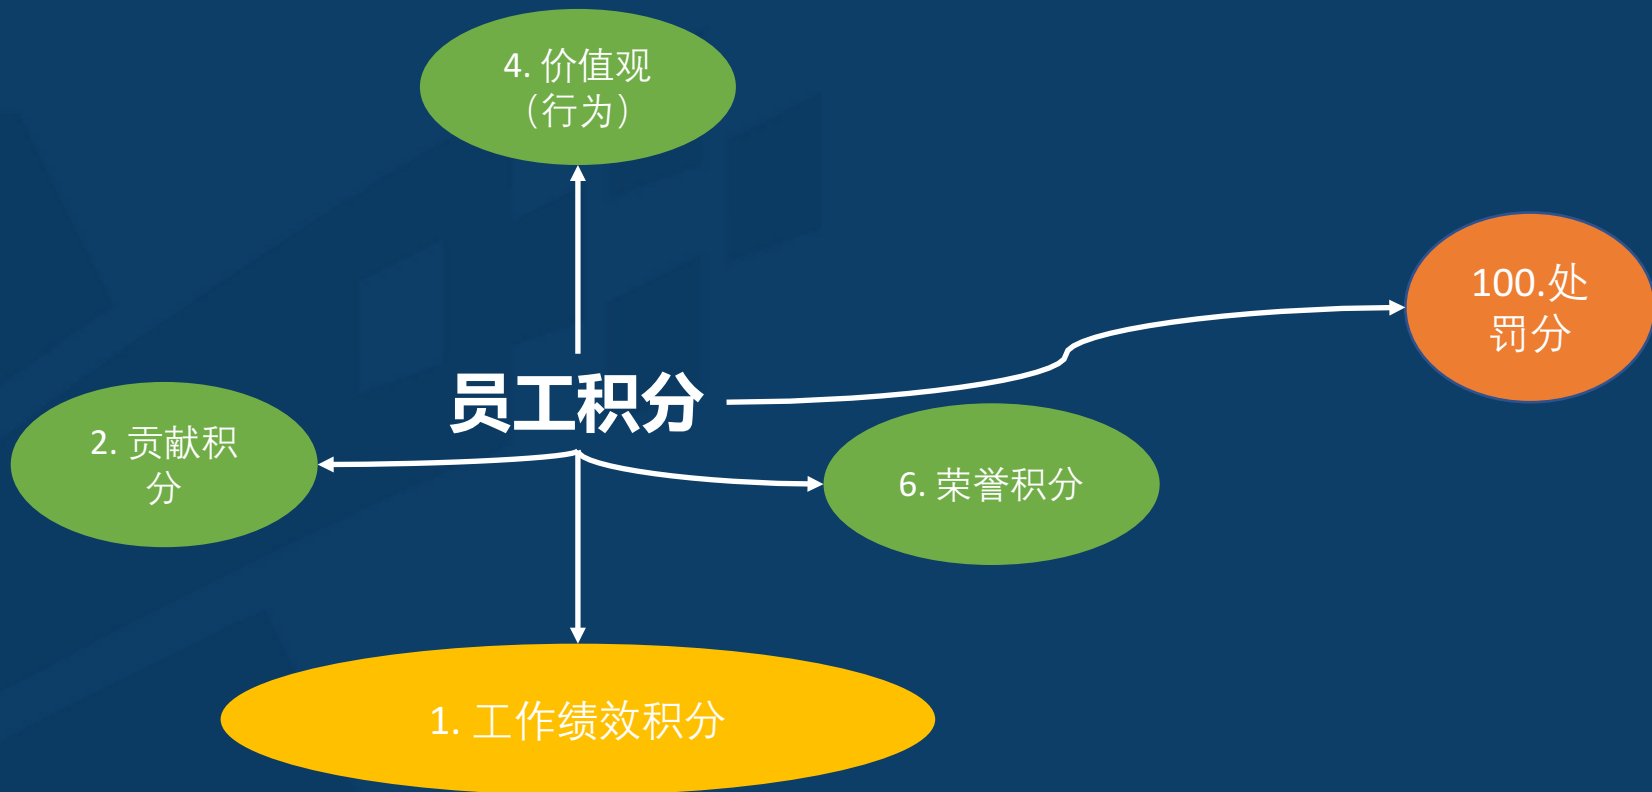 4. 价值观
（行为）
100.处
罚分
员工积分
2. 贡献积
分
6. 荣誉积分
1. 工作绩效积分